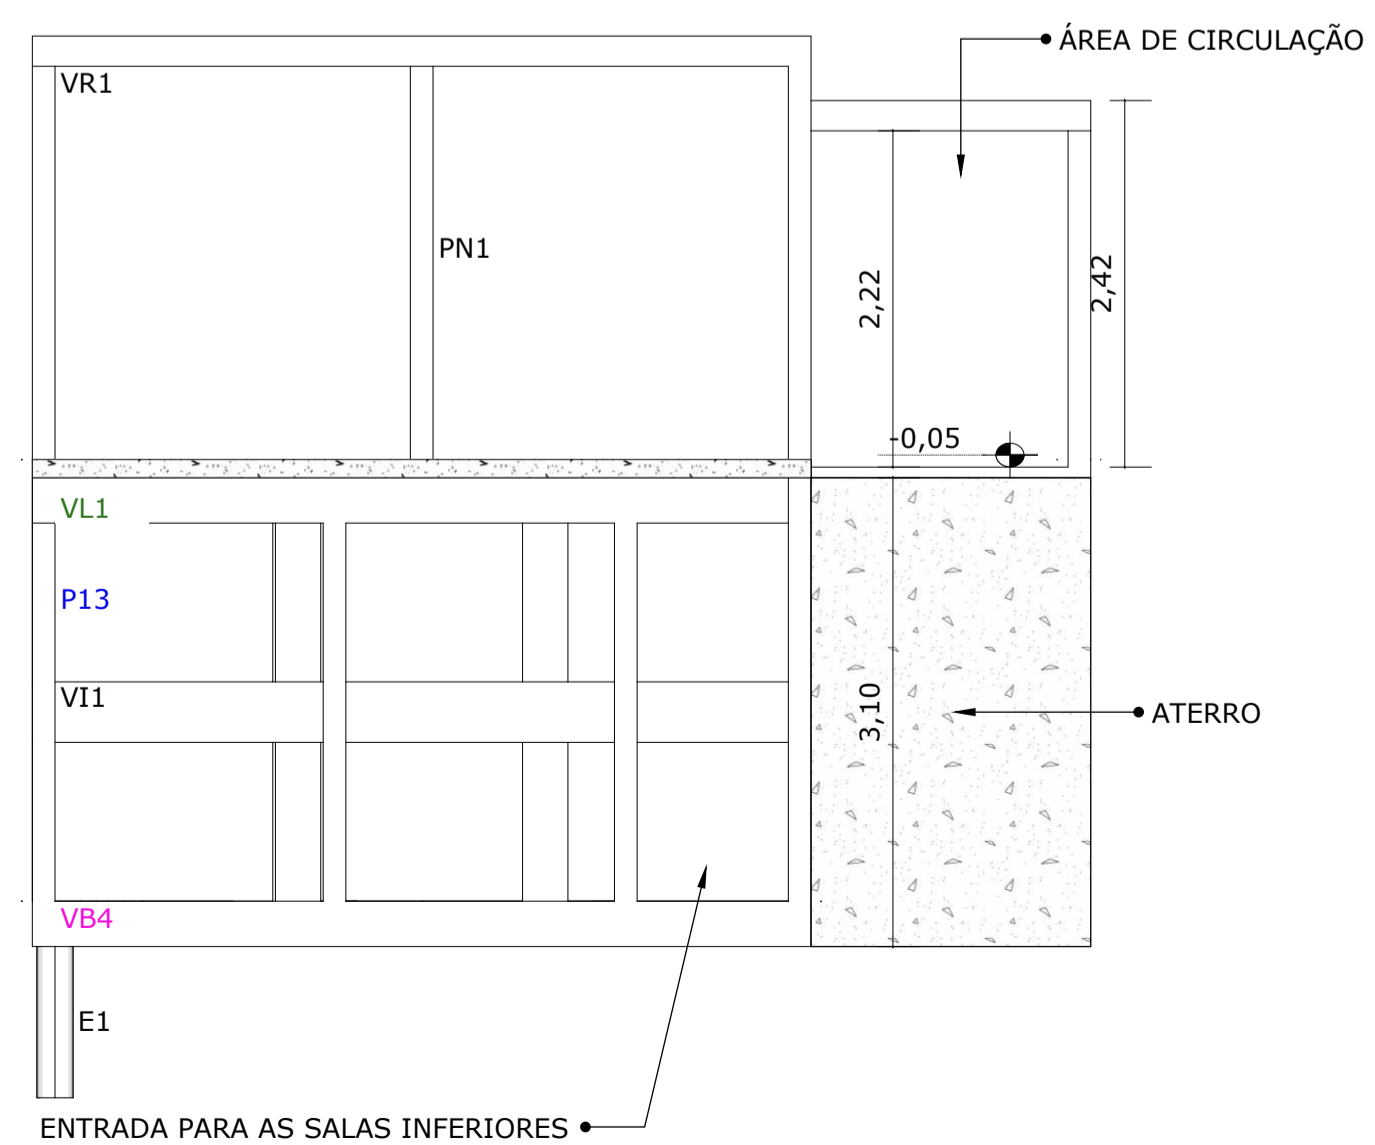 ÁREA DE CIRCULAÇÃO
VR1
PN1
2,22
2,42
-0,05
VL1
P13
VI1
3,10
ATERRO
VB4
E1
ENTRADA PARA AS SALAS INFERIORES